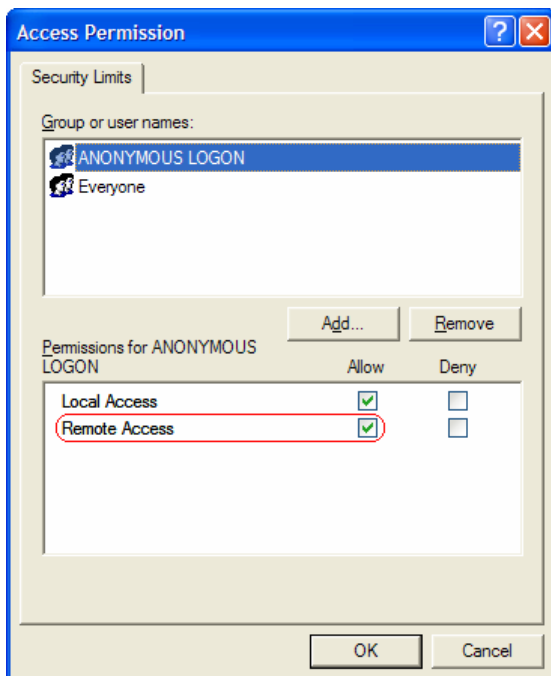 Access Permission
Security Limits
Group or user names:
ANONYMOUS LOGON
Everyone
Add...
Remove
Permissions for ANONYMOUS
LOGON
Allow
Deny
Local Access
Remote Access
OK
Cancel